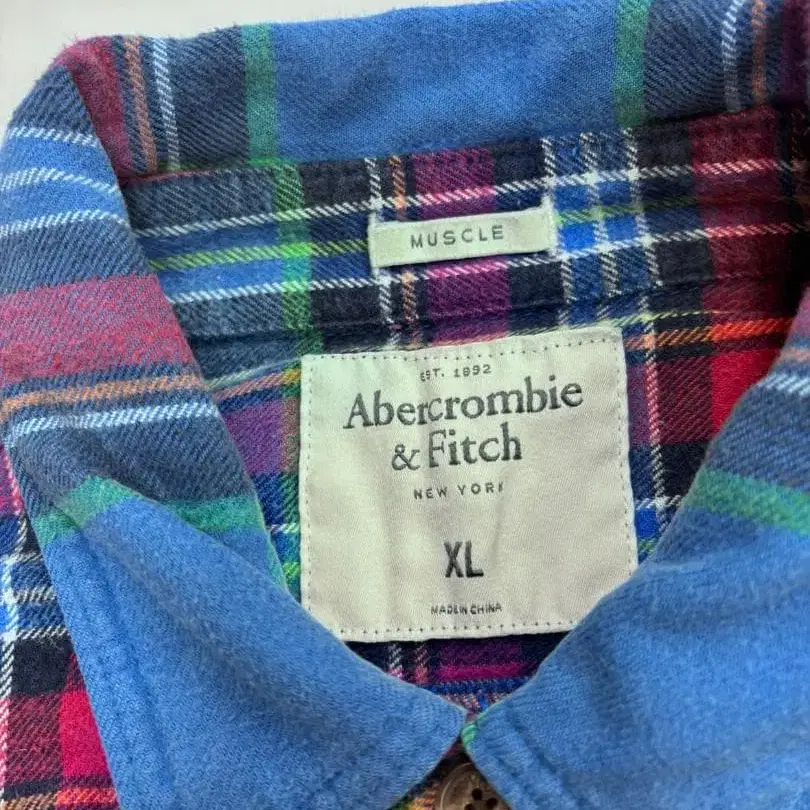 MUSCLE
EST. 1892
Abercrombie
& Fitch
NEW YORK
XL
MADE IN CHINA